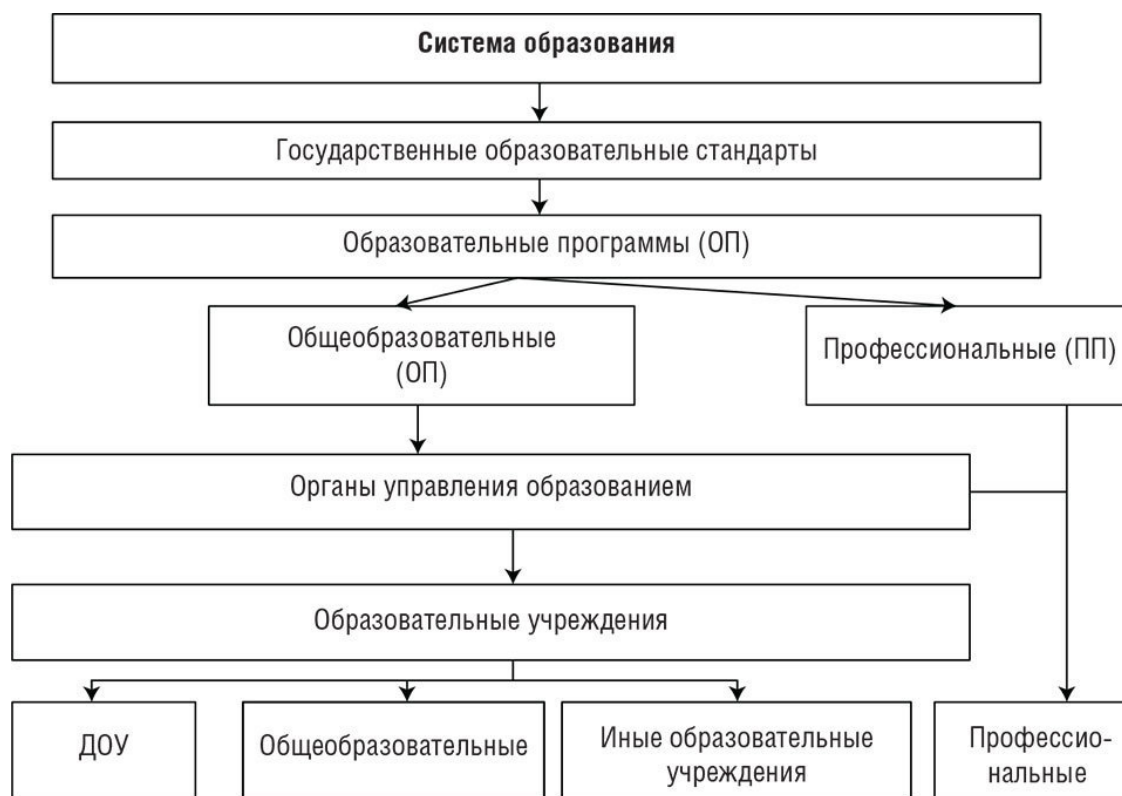 Система образования
Государственные образовательные стандарты
Образовательные программы (ОП)
Общеобразовательные
(ОП)
Профессиональные (ПП)
Органы управления образованием
Образовательные учреждения
ДОУ
Общеобразовательные
Иные образовательные
учреждения
Профессио-
нальные